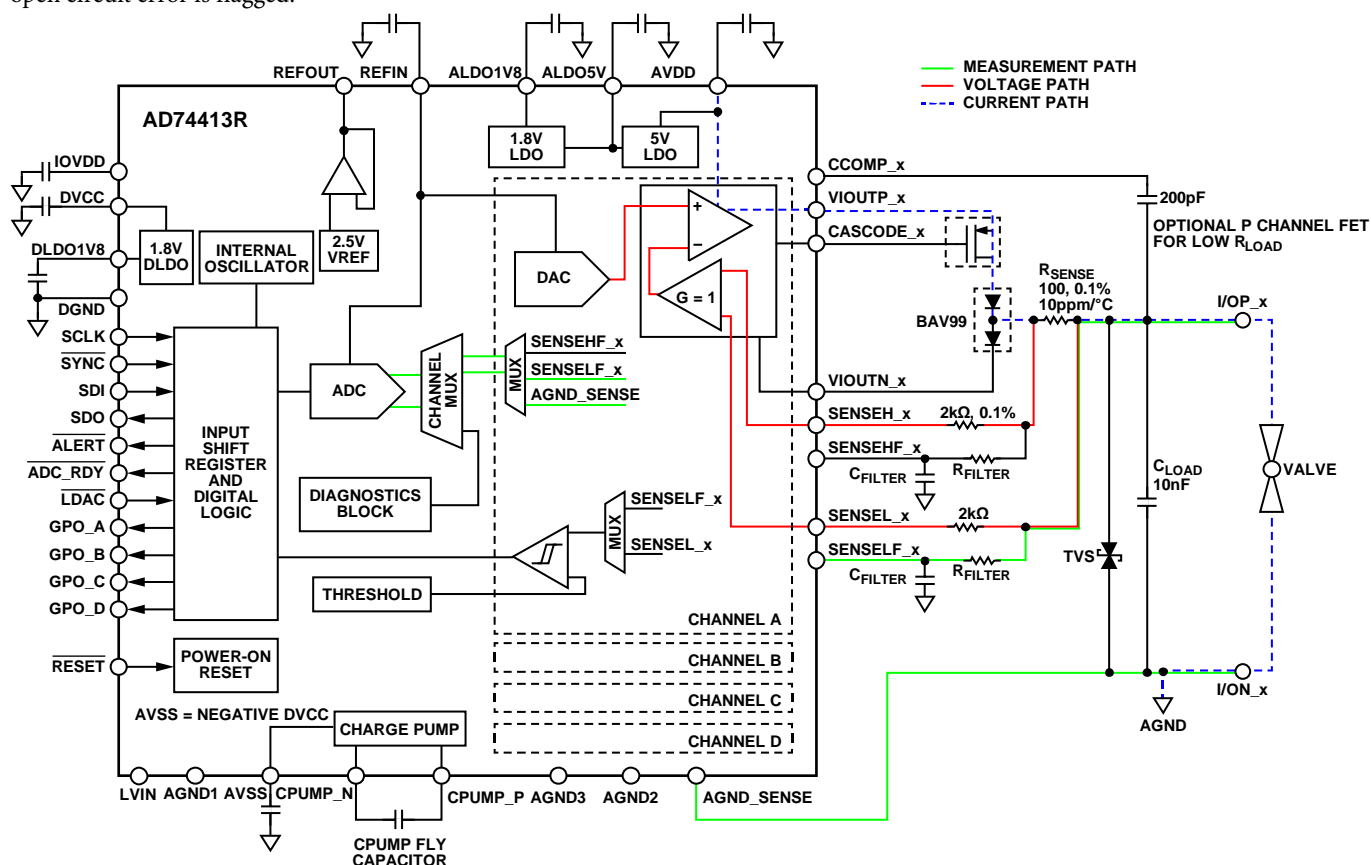 open circuit error is flagged.
REFOUT
REFIN
ALDO1V8
ALDO5V
AVDD
MEASUREMENT PATH
VOLTAGE PATH
CURRENT PATH
AD74413R
1.8V
LDO
5V
LDO
IOVDD
DVCC
DLDO1V8
1.8V
DLDO
INTERNAL
OSCILLATOR
2.5V
VREF
DGND
SCLK
SYNC
SDI
SDO
ALERT
ADC_RDY
LDAC
GPO_A
GPO_B
GPO_C
GPO_D
RESET
INPUT
SHIFT
REGISTER
AND
DIGITAL
LOGIC
POWER-ON
RESET
ADC
CHANNEL
MUX
MUX
SENSEHF_x
SENSELF_x
AGND_SENSE
DAC
+
–
G = 1
DIAGNOSTICS
BLOCK
THRESHOLD
MUX
SENSELF_x
SENSEL_x
CHANNEL A
CHANNEL B
CHANNEL C
CHANNEL D
CCOMP_x
VIOUTP_x
CASCODE_x
VIOUTN_x
SENSEH_x
SENSEHF_x
SENSEL_x
SENSELF_x
200pF
OPTIONAL P CHANNEL FET
FOR LOW RLOAD
RSENSE
100, 0.1%
10ppm/°C
BAV99
2kΩ, 0.1%
CFILTER
RFILTER
2kΩ
CFILTER
RFILTER
TVS
CLOAD
10nF
I/OP_x
VALVE
I/ON_x
AGND
AVSS = NEGATIVE DVCC
CHARGE PUMP
LVIN
AGND1
AVSS
CPUMP_N
CPUMP_P
AGND3
AGND2
AGND_SENSE
CPUMP FLY
CAPACITOR